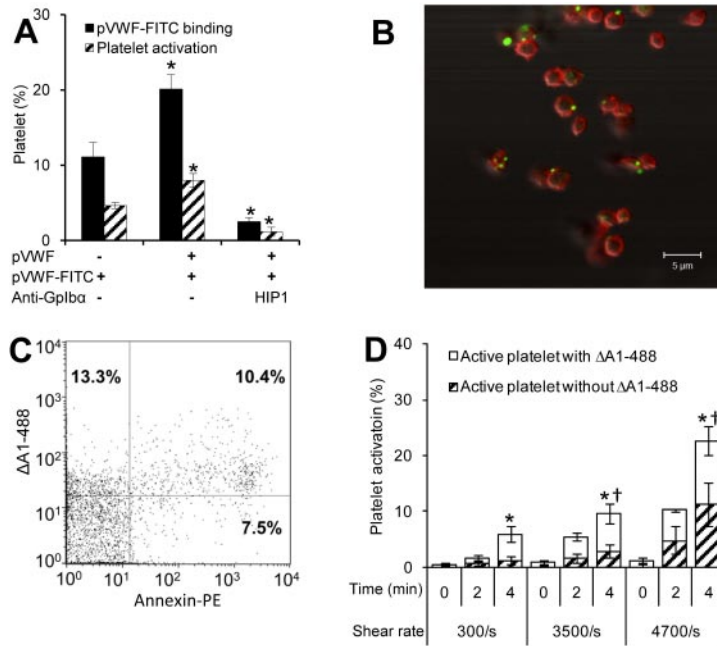 A
pVWF-FITC binding
Platelet activation
Platelet (%)
30
20
10
0
*
*
*
*
pVWF - + +
pVWF-FITC + + +
Anti-GpIbα - - HIP1
B
5 μm
C
ΔA1-488
10⁴
10³
10²
10¹
10⁰
13.3%
10.4%
7.5%
10⁰ 10¹ 10² 10³ 10⁴
Annexin-PE
D
Active platelet with ΔA1-488
Active platelet without ΔA1-488
Platelet activatoin (%)
40
30
20
10
0
*
*†
*†
Time (min) 0 2 4 0 2 4 0 2 4
Shear rate 300/s 3500/s 4700/s